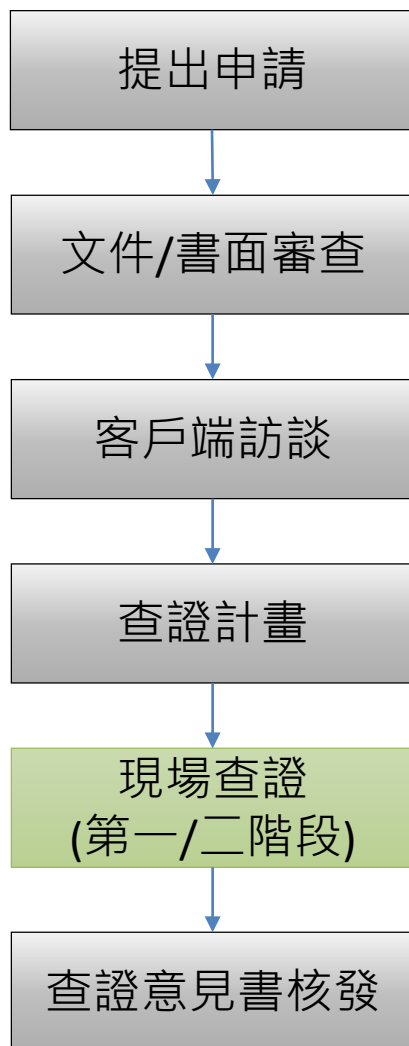 提出申請
文件/書面審查
客戶端訪談
查證計畫
現場查證
(第一/二階段)
查證意見書核發